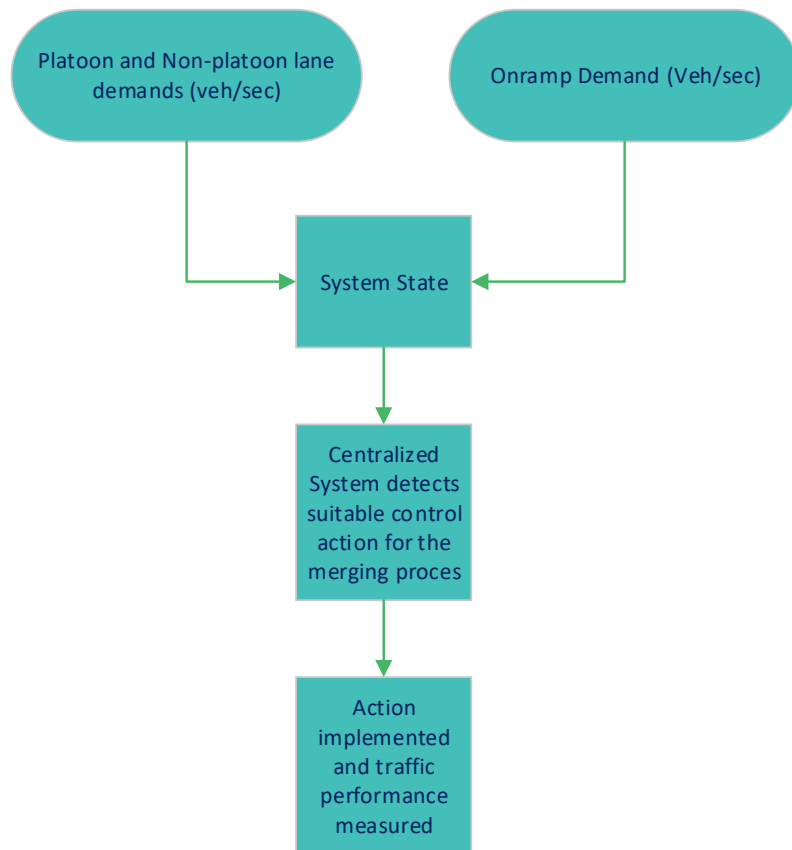 Platoon and Non-platoon lane
demands (veh/sec)
Onramp Demand (Veh/sec)
System State
Centralized
System detects
suitable control
action for the
merging proces
Action
implemented
and traffic
performance
measured